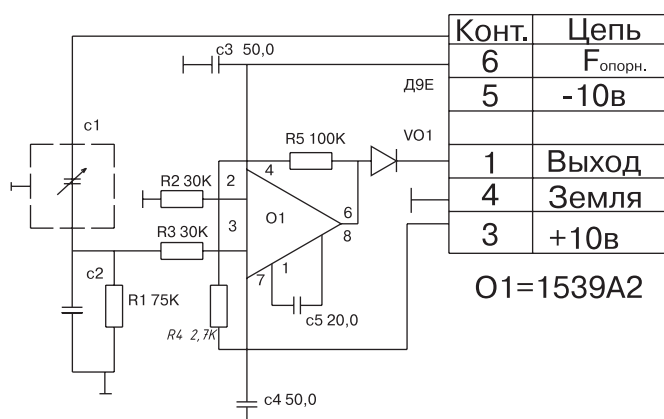 Конт. Цепь
c3 50,0
6 Fопорн.
Д9Е
5 -10в
c1
R5 100K
VO1
4
1 Выход
R2 30K
2
O1
6
4 Земля
3
8
R3 30K
3 +10в
c2
1
7
R1 75K
c5 20,0
O1=1539А2
R4 2,7K
c4 50,0